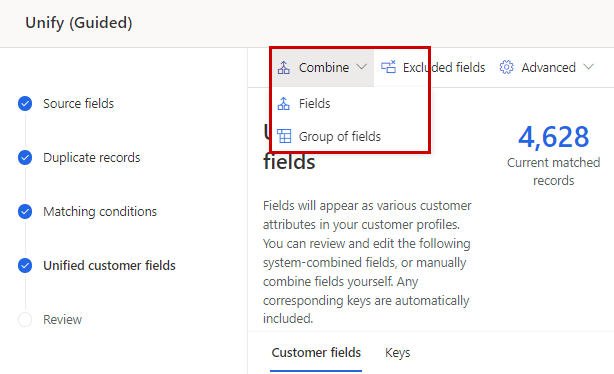 Unify (Guided)
Combine
Excluded fields
Advanced
Source fields
Duplicate records
Matching conditions
Unified customer fields
Review
Fields
Group of fields
U
fields
4,628
Current matched
records
Fields will appear as various customer
attributes in your customer profiles.
You can review and edit the following
system-combined fields, or manually
combine fields yourself. Any
corresponding keys are automatically
included.
Customer fields
Keys